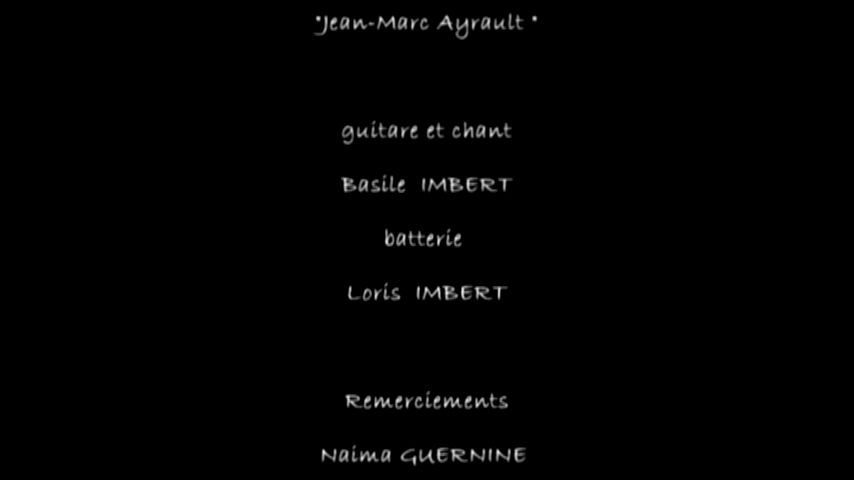 "Jean-Marc Ayrault "
guitare et chant
Basile IMBERT
batterie
Loris IMBERT
Remerciements
Naima GUERNINE